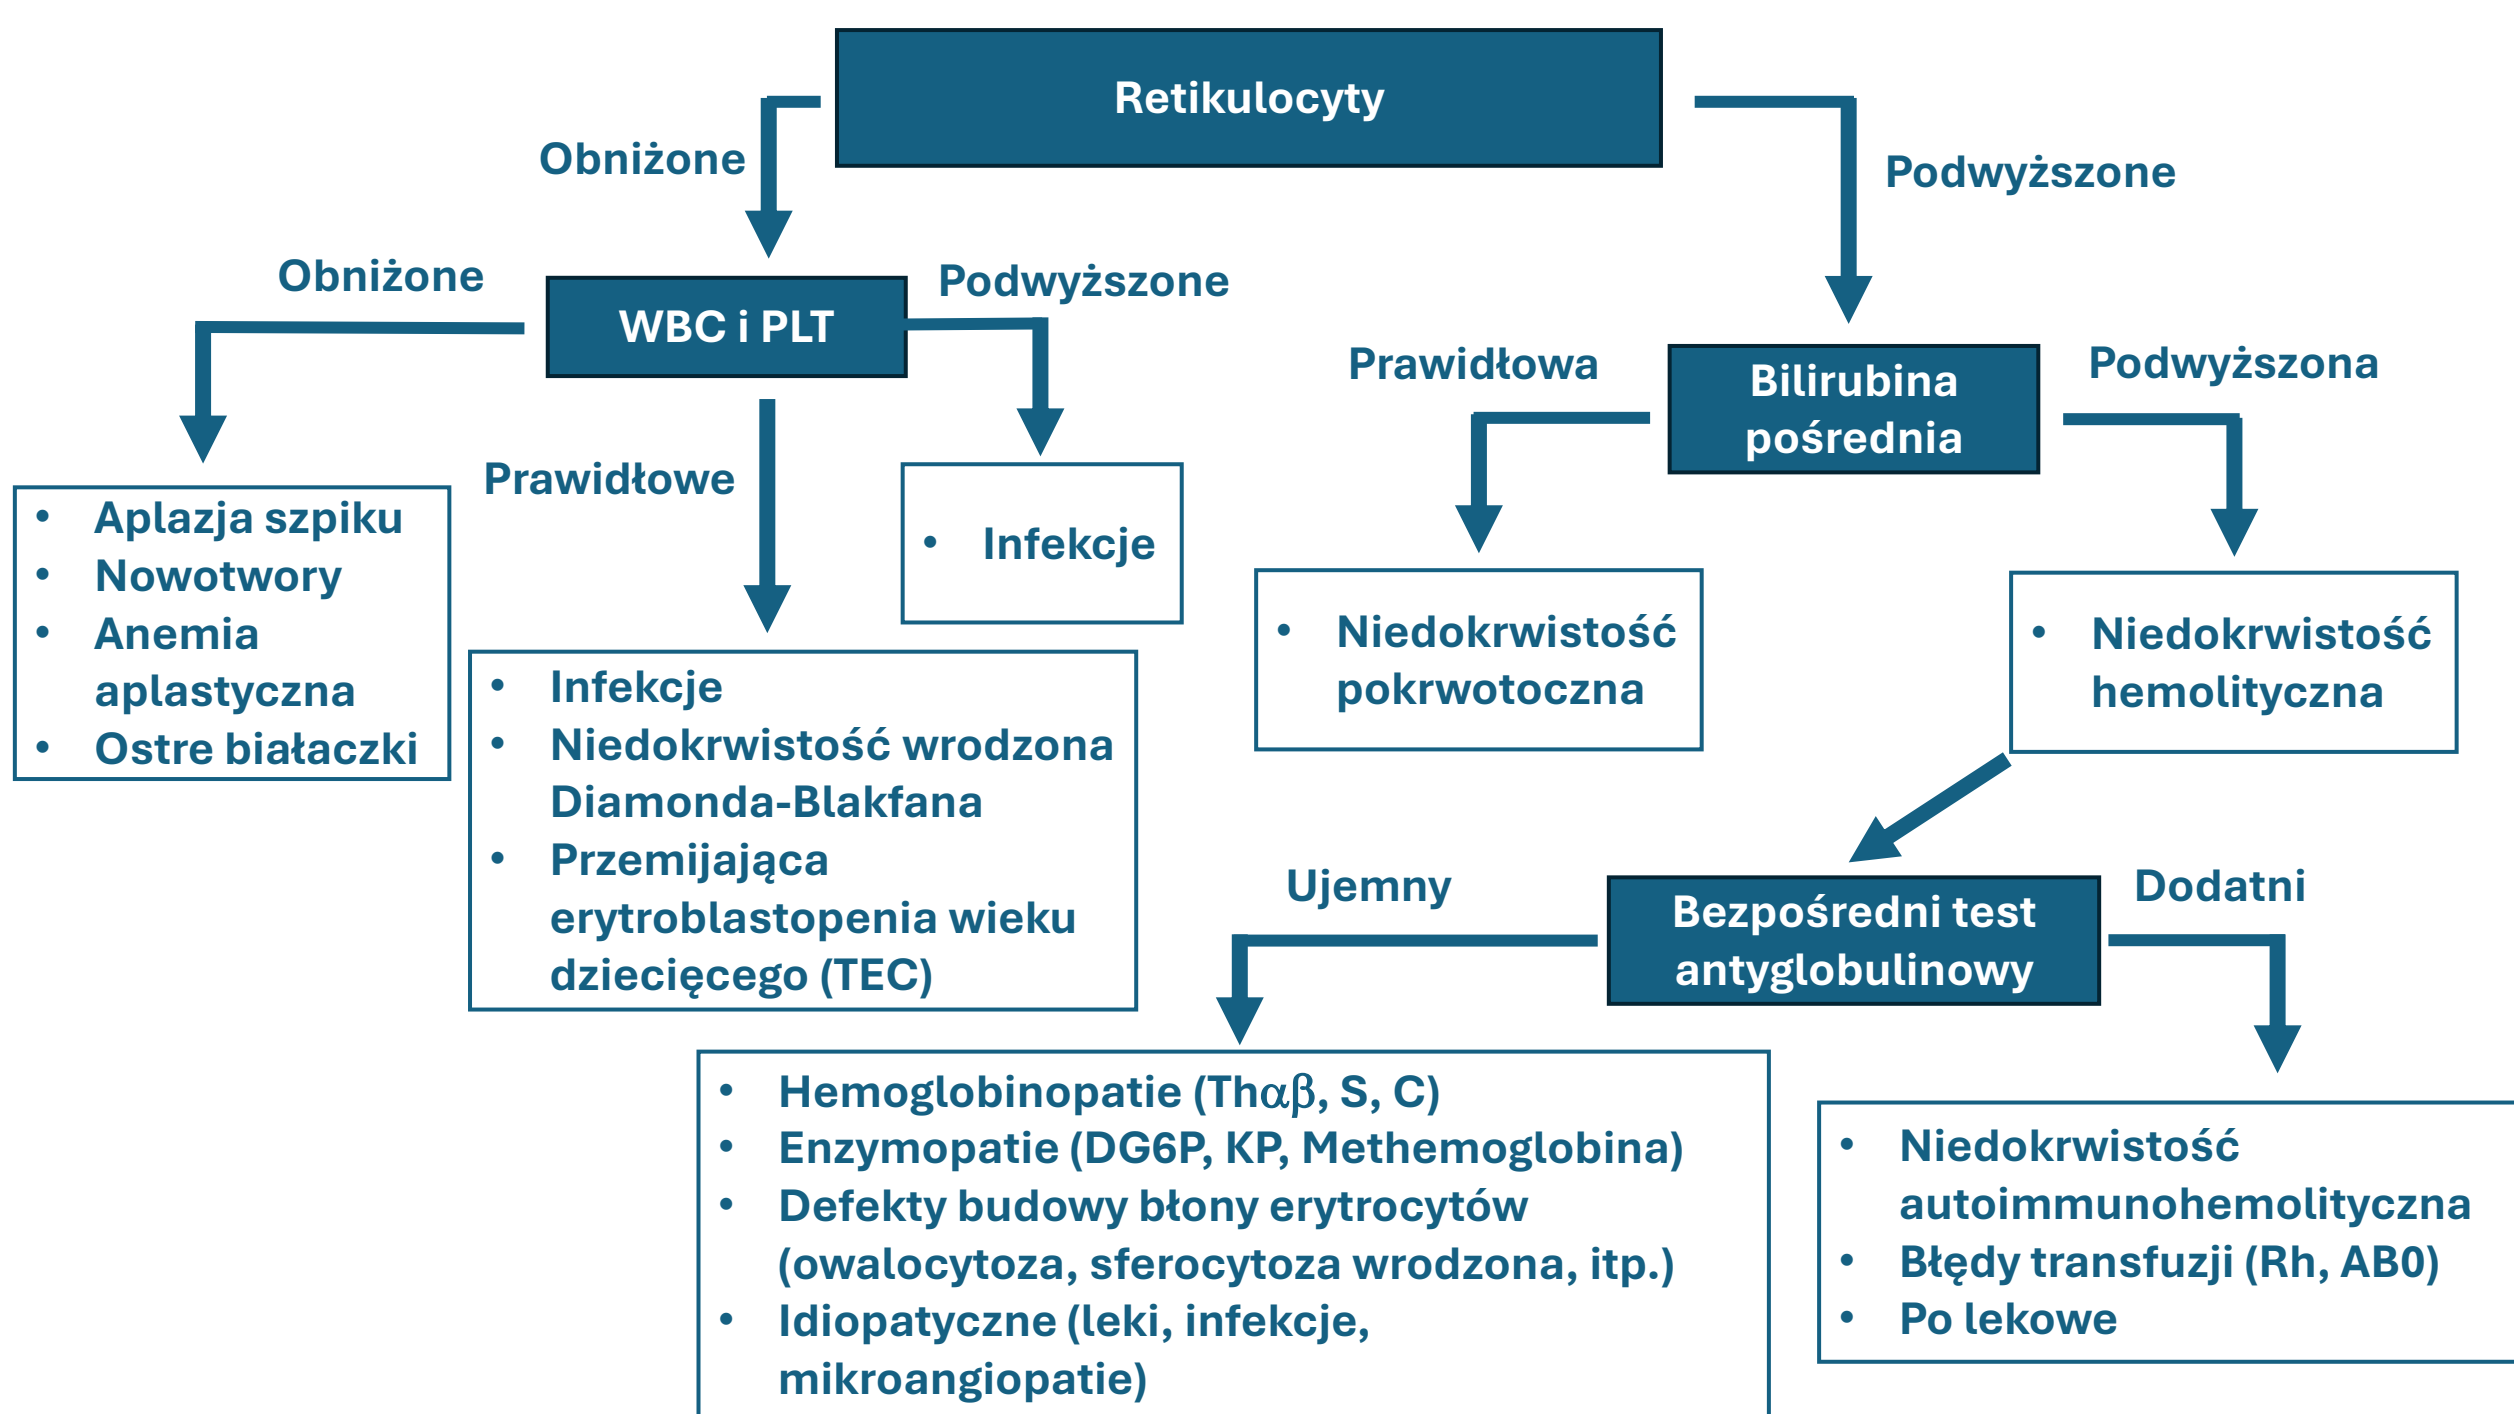 Retikulocyty
Obniżone
Podwyższone
Obniżone
WBC i PLT
Podwyższone
Prawidłowe
Prawidłowa
Bilirubina
pośrednia
Podwyższona
• Aplazja szpiku
• Nowotwory
• Anemia
aplastyczna
• Ostre białaczki
• Infekcje
• Infekcje
• Niedokrwistość wrodzona
Diamonda-Blakfana
• Przemijająca
erytroblastopenia wieku
dziecięcego (TEC)
• Niedokrwistość
pokrwotoczna
• Niedokrwistość
hemolityczna
Ujemny
Bezpośredni test
antyglobulinowy
Dodatni
• Hemoglobinopatie (Thαβ, S, C)
• Enzymopatie (DG6P, KP, Methemoglobina)
• Defekty budowy błony erytrocytów
(owalocytoza, sferocytoza wrodzona, itp.)
• Idiopatyczne (leki, infekcje,
mikroangiopatie)
• Niedokrwistość
autoimmunohemolityczna
• Błędy transfuzji (Rh, AB0)
• Po lekowe